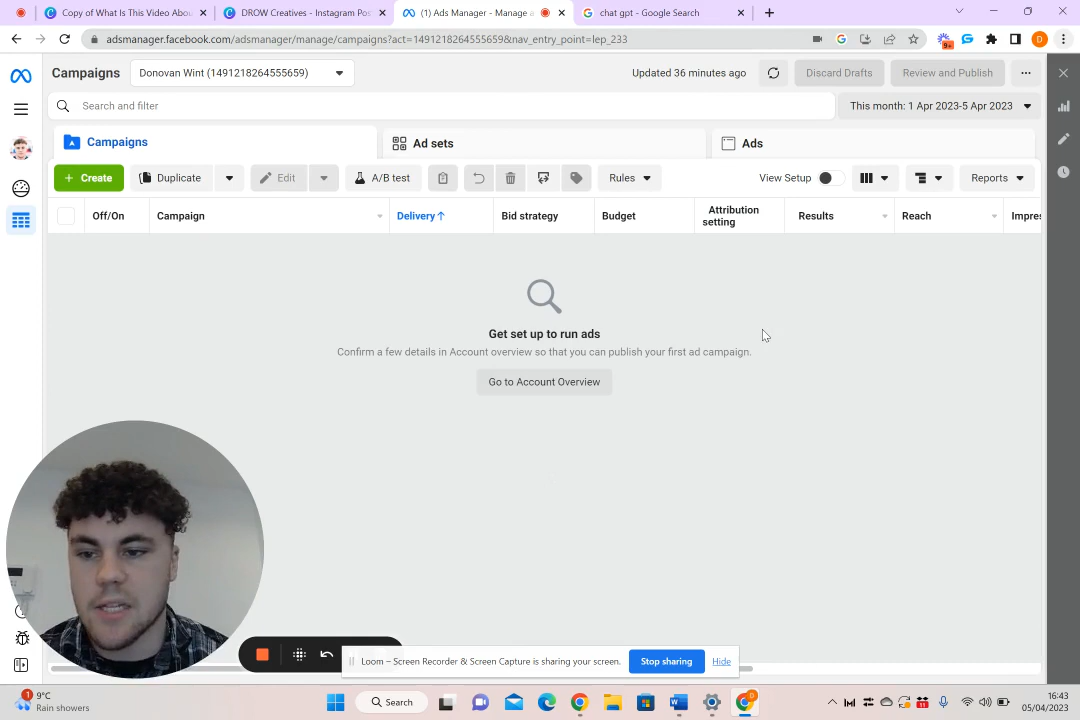 Copy of What Is This Video Abou
DROW Creatives - Instagram Pos
(1) Ads Manager - Manage a
chat gpt - Google Search
adsmanager.facebook.com/adsmanager/manage/campaigns?act=1491218264555659&nav_entry_point=lep_233
9+
D
Campaigns
Donovan Wint (1491218264555659)
Updated 36 minutes ago
Discard Drafts
Review and Publish
Search and filter
This month: 1 Apr 2023-5 Apr 2023
Campaigns
Ad sets
Ads
+ Create
Duplicate
Edit
A/B test
Rules
View Setup
Reports
Off/On
Campaign
Delivery ↑
Bid strategy
Budget
Attribution
setting
Results
Reach
Impres
Get set up to run ads
Confirm a few details in Account overview so that you can publish your first ad campaign.
Go to Account Overview
Loom – Screen Recorder & Screen Capture is sharing your screen.
Stop sharing
Hide
1
9°C
Rain showers
Search
16:43
05/04/2023